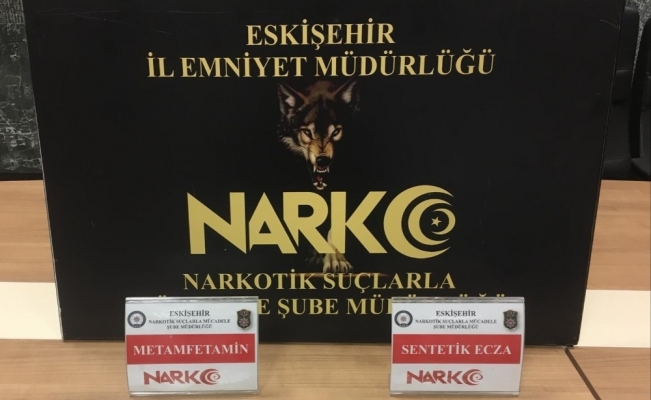 ESKİŞEHİR
İL EMNİYET MÜDÜRLÜĞÜ
NARKO
NARKOTİK SUÇLARLA
ŞUBE
ESKİŞEHİR
NARKOTİK SUÇLARLA MÜCADELE
ŞUBE MÜDÜRLÜĞÜ
METAMFETAMİN
NARKO
ESKİŞEHİR
NARKOTİK SUÇLARLA MÜCADELE
ŞUBE MÜDÜRLÜĞÜ
SENTETİK ECZA
NARKO